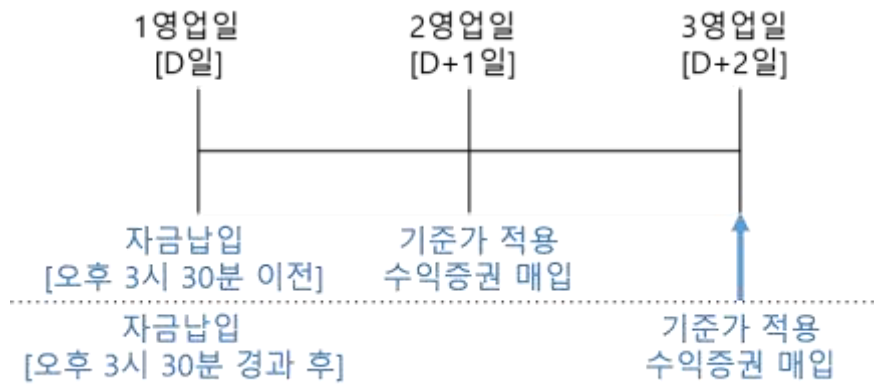 1영업일
[D일]
2영업일
[D+1일]
3영업일
[D+2일]
자금납입
[오후 3시 30분 이전]
기준가 적용
수익증권 매입
자금납입
[오후 3시 30분 경과 후]
기준가 적용
수익증권 매입